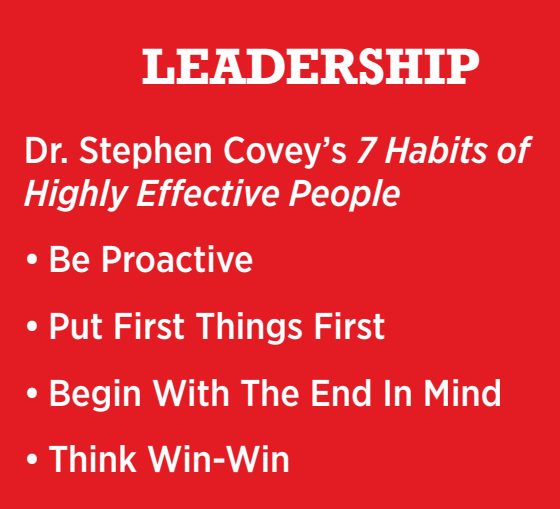 LEADERSHIP
Dr. Stephen Covey’s 7 Habits of
Highly Effective People
• Be Proactive
• Put First Things First
• Begin With The End In Mind
• Think Win-Win